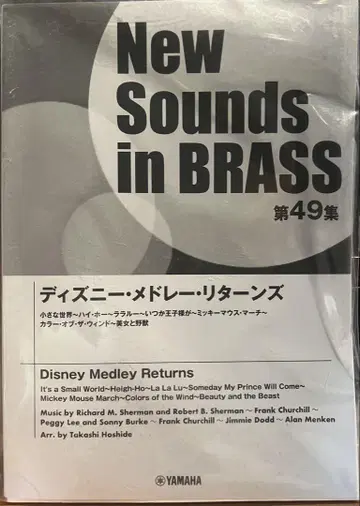 New
Sounds
in BRASS
第49集
ディズニー・メドレー・リターンズ
小さな世界～ハイ・ホー～ララルー～いつか王子様が～ミッキーマウス・マーチ～
カラー・オブ・ザ・ウィンド～美女と野獣
Disney Medley Returns
It's a Small World～Heigh-Ho～La La Lu～Someday My Prince Will Come～
Mickey Mouse March～Colors of the Wind～Beauty and the Beast
Music by Richard M. Sherman and Robert B. Sherman ～ Frank Churchill ～
Peggy Lee and Sonny Burke ～ Frank Churchill ～ Jimmie Dodd ～ Alan Menken
Arr. by Takashi Hoshide
YAMAHA